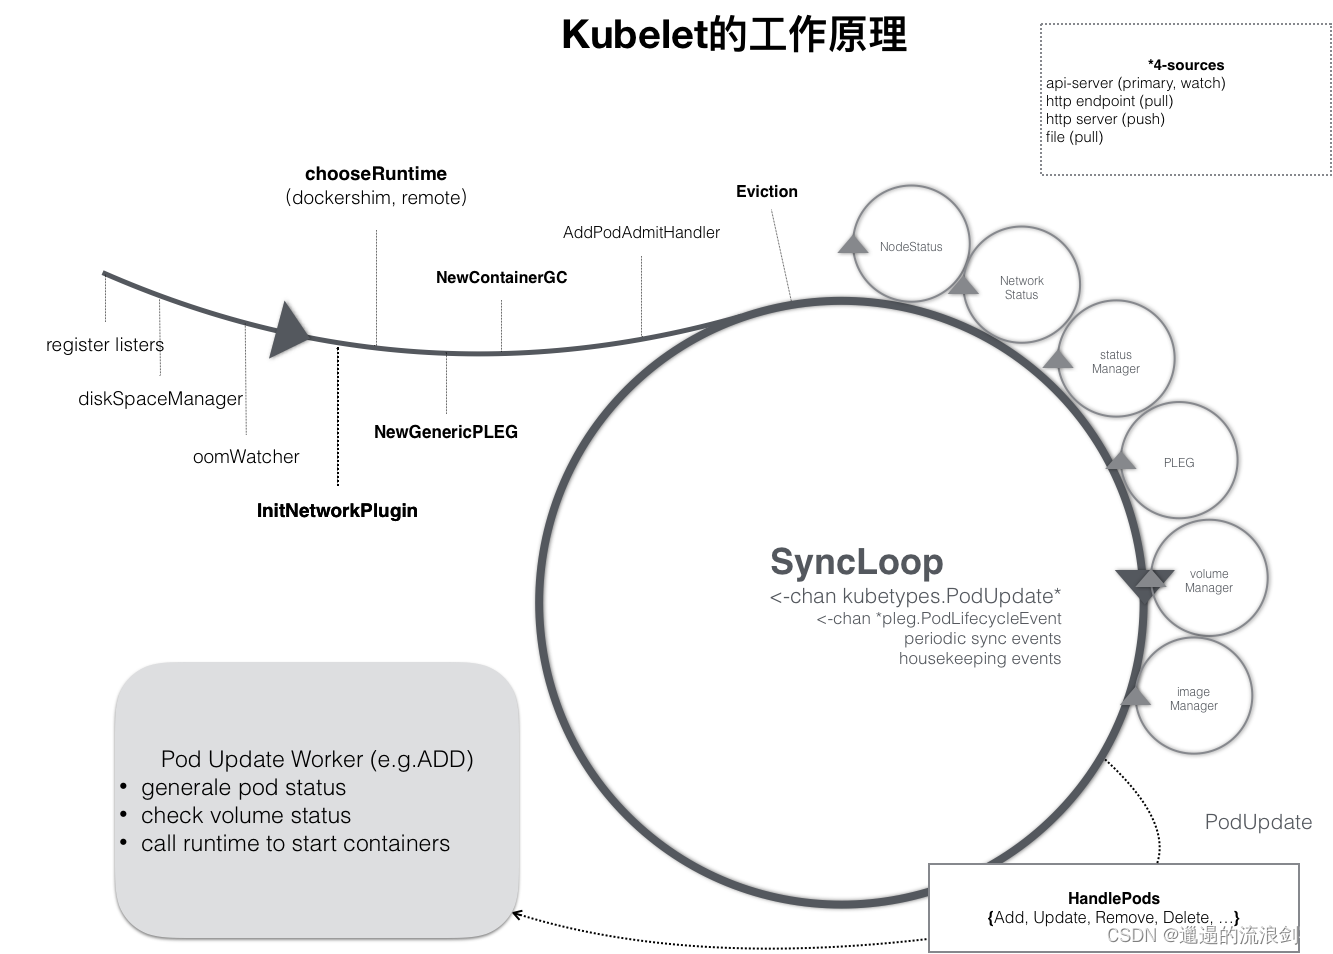 Kubelet的工作原理
*4-sources
api-server (primary, watch)
http endpoint (pull)
http server (push)
file (pull)
chooseRuntime
(dockershim, remote)
Eviction
AddPodAdmitHandler
NewContainerGC
register listers
diskSpaceManager
oomWatcher
InitNetworkPlugin
NewGenericPLEG
NodeStatus
Network
Status
status
Manager
PLEG
volume
Manager
image
Manager
SyncLoop
<-chan kubetypes.PodUpdate*
<-chan *pleg.PodLifecycleEvent
periodic sync events
housekeeping events
Pod Update Worker (e.g.ADD)
• generale pod status
• check volume status
• call runtime to start containers
PodUpdate
HandlePods
{Add, Update, Remove, Delete, ...}
CSDN @邋遢的流浪剑